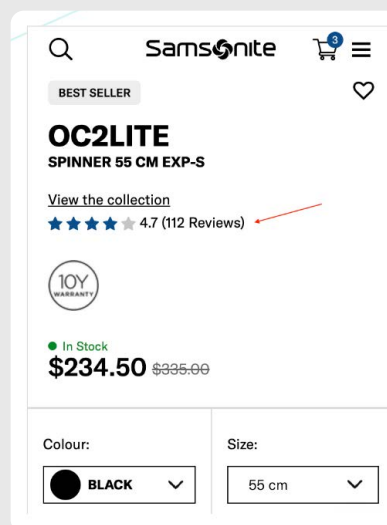 Samsonite
3
BEST SELLER
OC2LITE
SPINNER 55 CM EXP-S
View the collection
4.7 (112 Reviews)
10Y
WARRANTY
In Stock
$234.50 $335.00
Colour: Size:
BLACK 55 cm